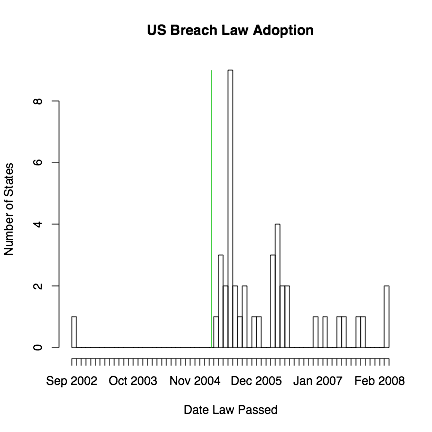 US Breach Law Adoption
Number of States
8
6
4
2
0
Sep 2002 Oct 2003 Nov 2004 Dec 2005 Jan 2007 Feb 2008
Date Law Passed